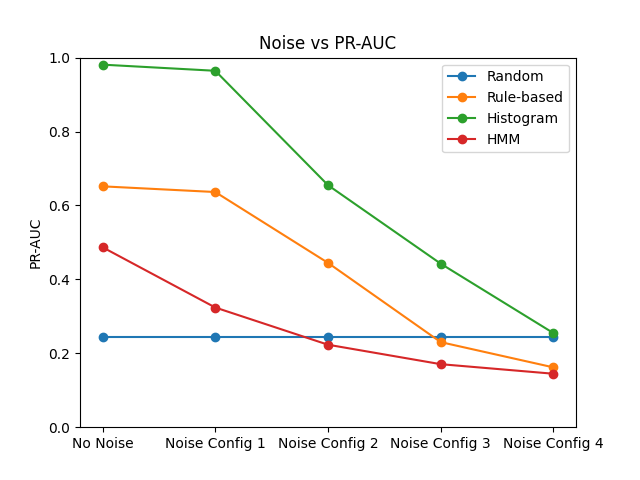 Noise vs PR-AUC
1.0
0.8
0.6
0.4
0.2
0.0
PR-AUC
Random
Rule-based
Histogram
HMM
No Noise
Noise Config 1
Noise Config 2
Noise Config 3
Noise Config 4